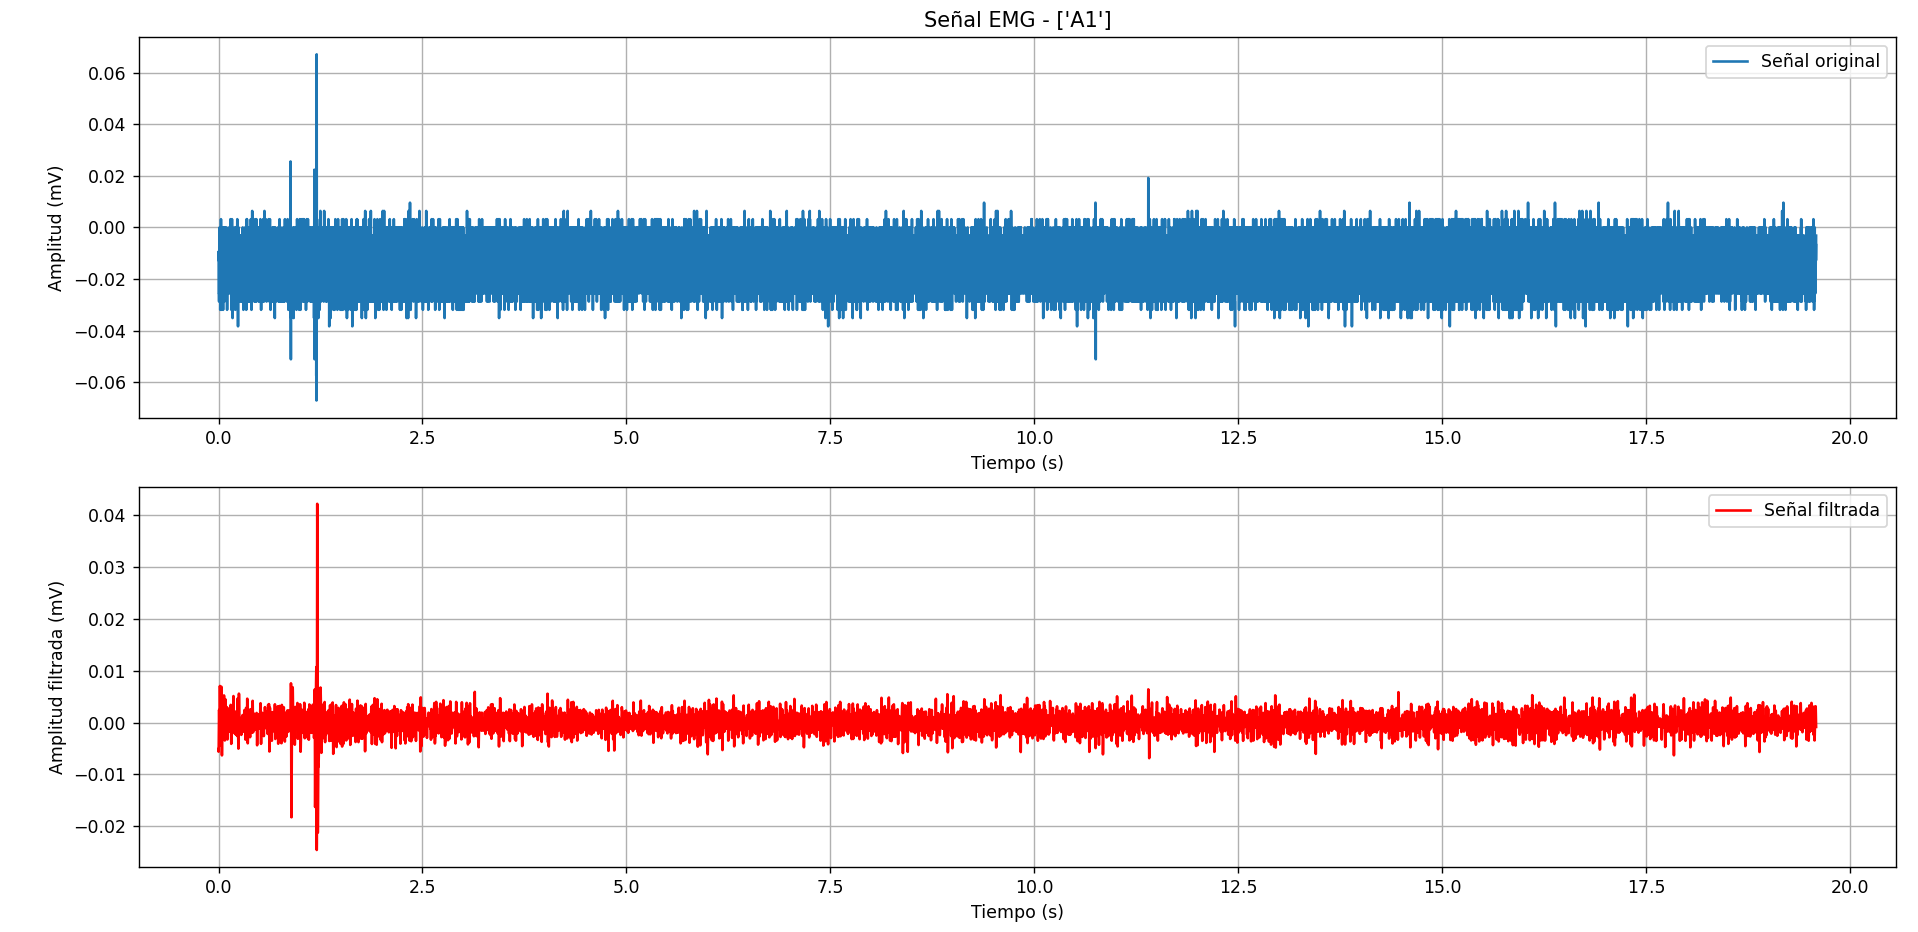 Señal EMG - ['A1']
Señal original
0.06
0.04
0.02
0.00
−0.02
−0.04
−0.06
Amplitud (mV)
0.0 2.5 5.0 7.5 10.0 12.5 15.0 17.5 20.0
Tiempo (s)
Señal filtrada
0.04
0.03
0.02
0.01
0.00
−0.01
−0.02
Amplitud filtrada (mV)
0.0 2.5 5.0 7.5 10.0 12.5 15.0 17.5 20.0
Tiempo (s)